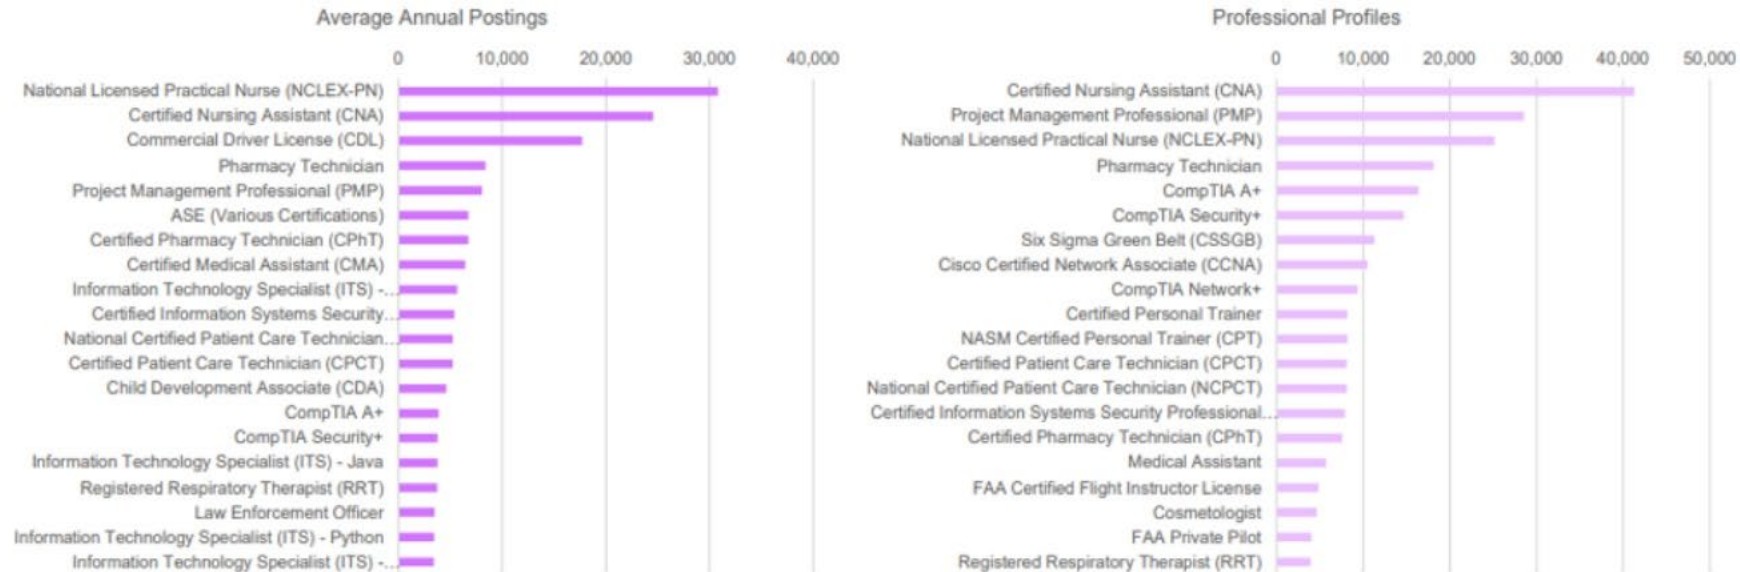 Average Annual Postings
0 10,000 20,000 30,000 40,000
National Licensed Practical Nurse (NCLEX-PN)
Certified Nursing Assistant (CNA)
Commercial Driver License (CDL)
Pharmacy Technician
Project Management Professional (PMP)
ASE (Various Certifications)
Certified Pharmacy Technician (CPhT)
Certified Medical Assistant (CMA)
Information Technology Specialist (ITS) -...
Certified Information Systems Security...
National Certified Patient Care Technician...
Certified Patient Care Technician (CPCT)
Child Development Associate (CDA)
CompTIA A+
CompTIA Security+
Information Technology Specialist (ITS) - Java
Registered Respiratory Therapist (RRT)
Law Enforcement Officer
Information Technology Specialist (ITS) - Python
Information Technology Specialist (ITS) -...
Professional Profiles
0 10,000 20,000 30,000 40,000 50,000
Certified Nursing Assistant (CNA)
Project Management Professional (PMP)
National Licensed Practical Nurse (NCLEX-PN)
Pharmacy Technician
CompTIA A+
CompTIA Security+
Six Sigma Green Belt (CSSGB)
Cisco Certified Network Associate (CCNA)
CompTIA Network+
Certified Personal Trainer
NASM Certified Personal Trainer (CPT)
Certified Patient Care Technician (CPCT)
National Certified Patient Care Technician (NCPCT)
Certified Information Systems Security Professional...
Certified Pharmacy Technician (CPhT)
Medical Assistant
FAA Certified Flight Instructor License
Cosmetologist
FAA Private Pilot
Registered Respiratory Therapist (RRT)